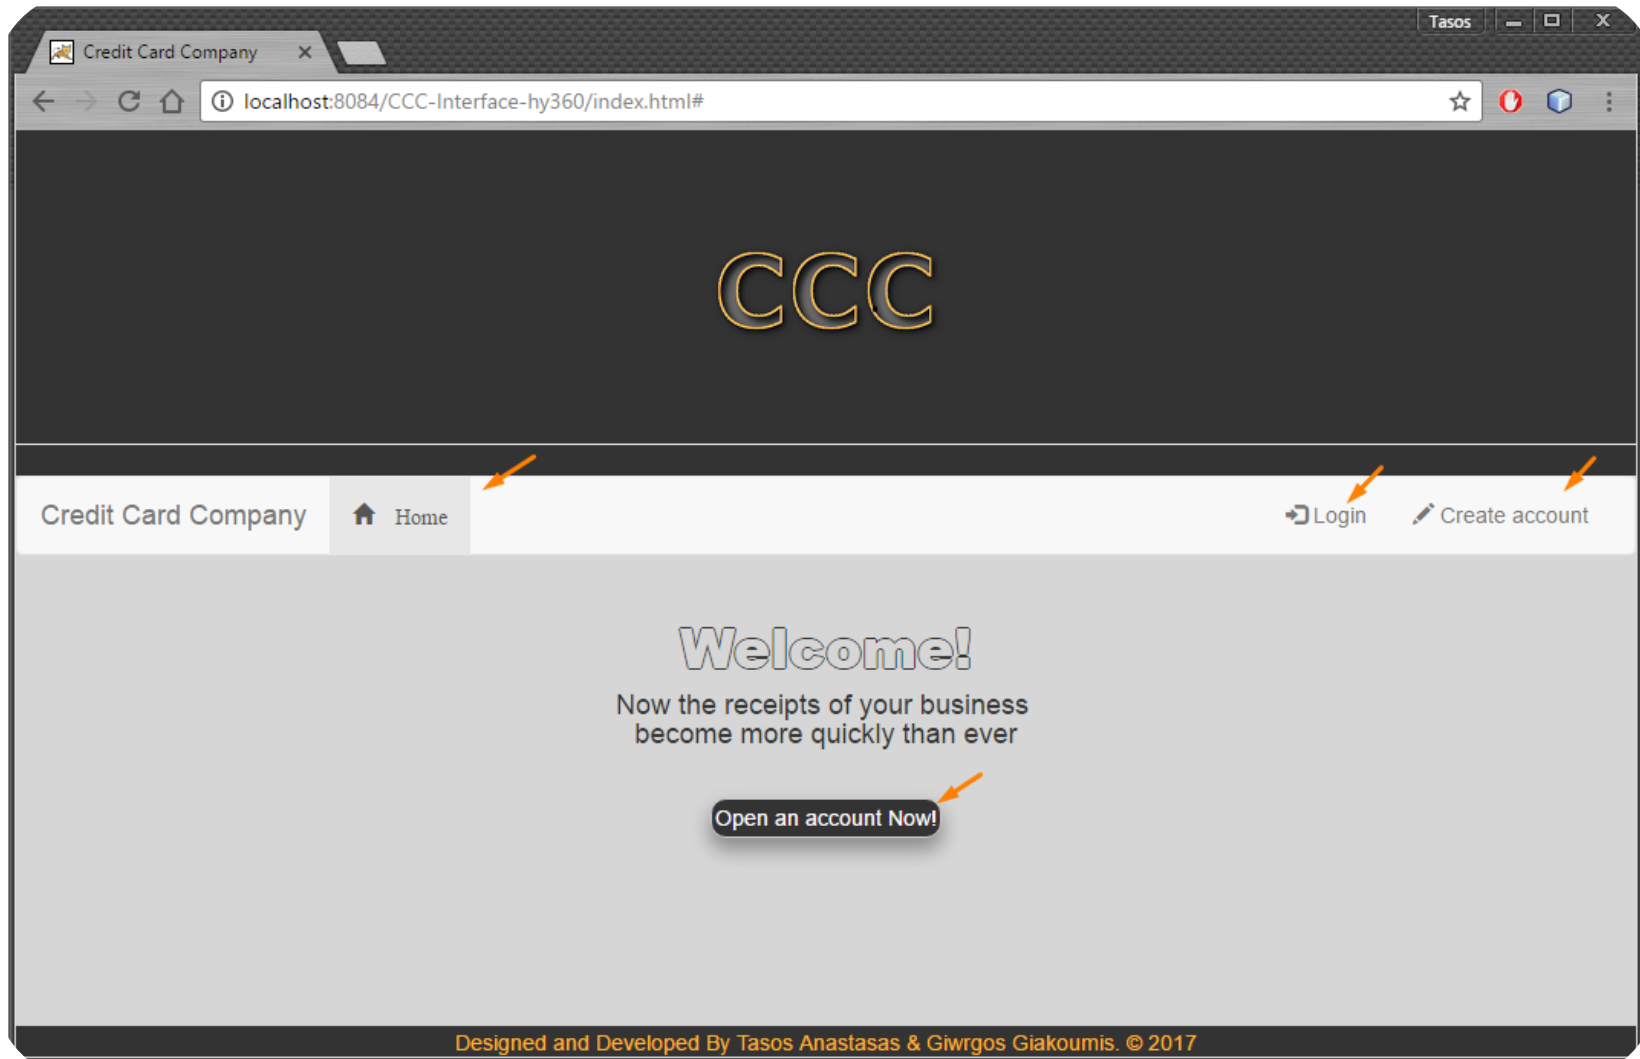 Tasos
Credit Card Company
localhost:8084/CCC-Interface-hy360/index.html#
CCC
Credit Card Company Home Login Create account
Welcome!
Now the receipts of your business
become more quickly than ever
Open an account Now!
Designed and Developed By Tasos Anastasas & Giwrgos Giakoumis. © 2017